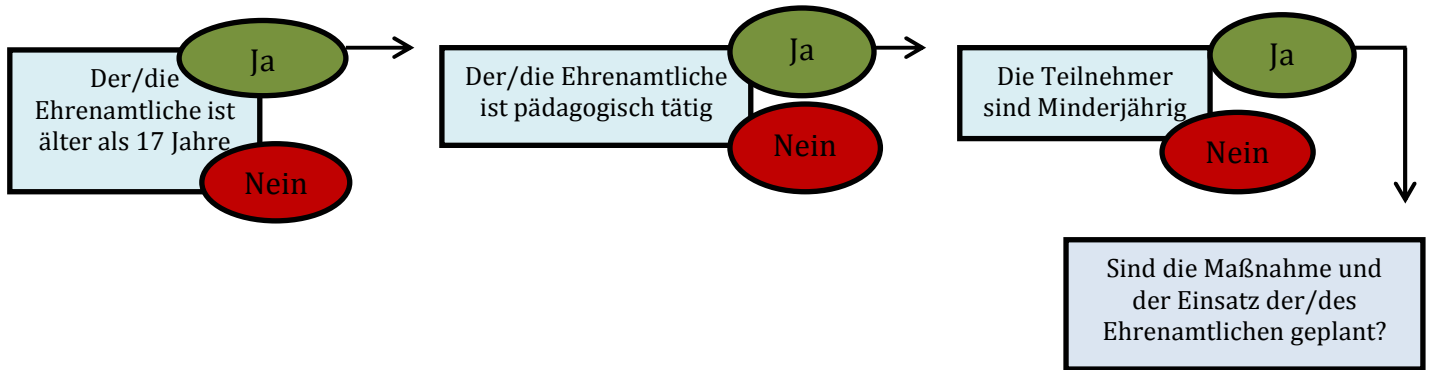 Der/die
Ehrenamtliche ist
älter als 17 Jahre
Ja
Nein
Der/die Ehrenamtliche
ist pädagogisch tätig
Ja
Nein
Die Teilnehmer
sind Minderjährig
Ja
Nein
Sind die Maßnahme und
der Einsatz der/des
Ehrenamtlichen geplant?